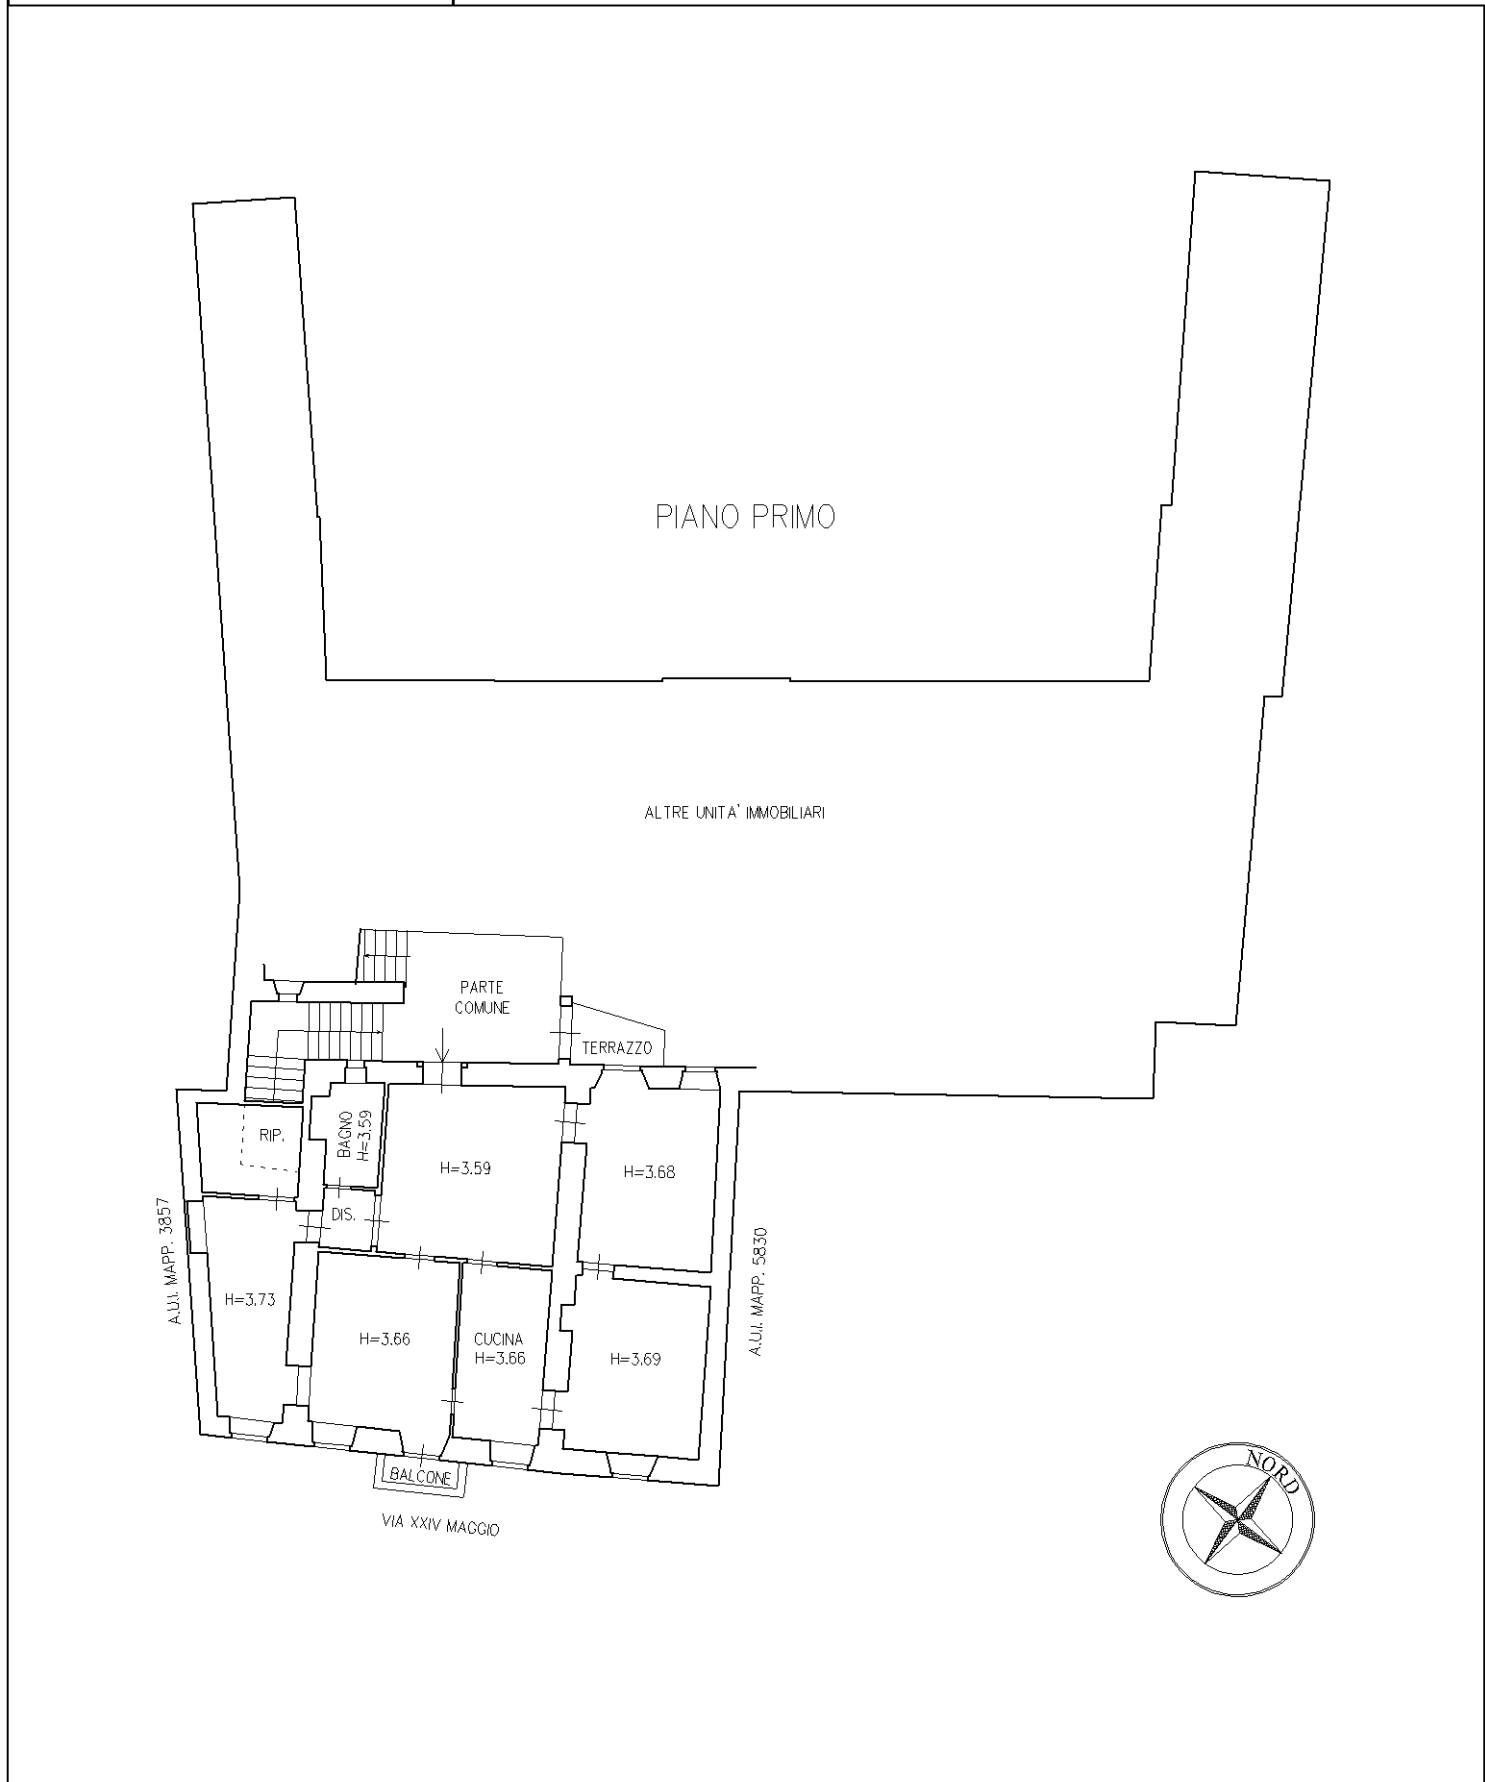 PIANO PRIMO
ALTRE UNITA` IMMOBILIARI
PARTE
COMUNE
TERRAZZO
RIP.
BAGNO
H=3.59
H=3.59
H=3.68
DIS.
A.U.I. MAPP. 3857
A.U.I. MAPP. 5830
H=3.73
H=3.66
CUCINA
H=3.66
H=3.69
BALCONE
VIA XXIV MAGGIO
NORD